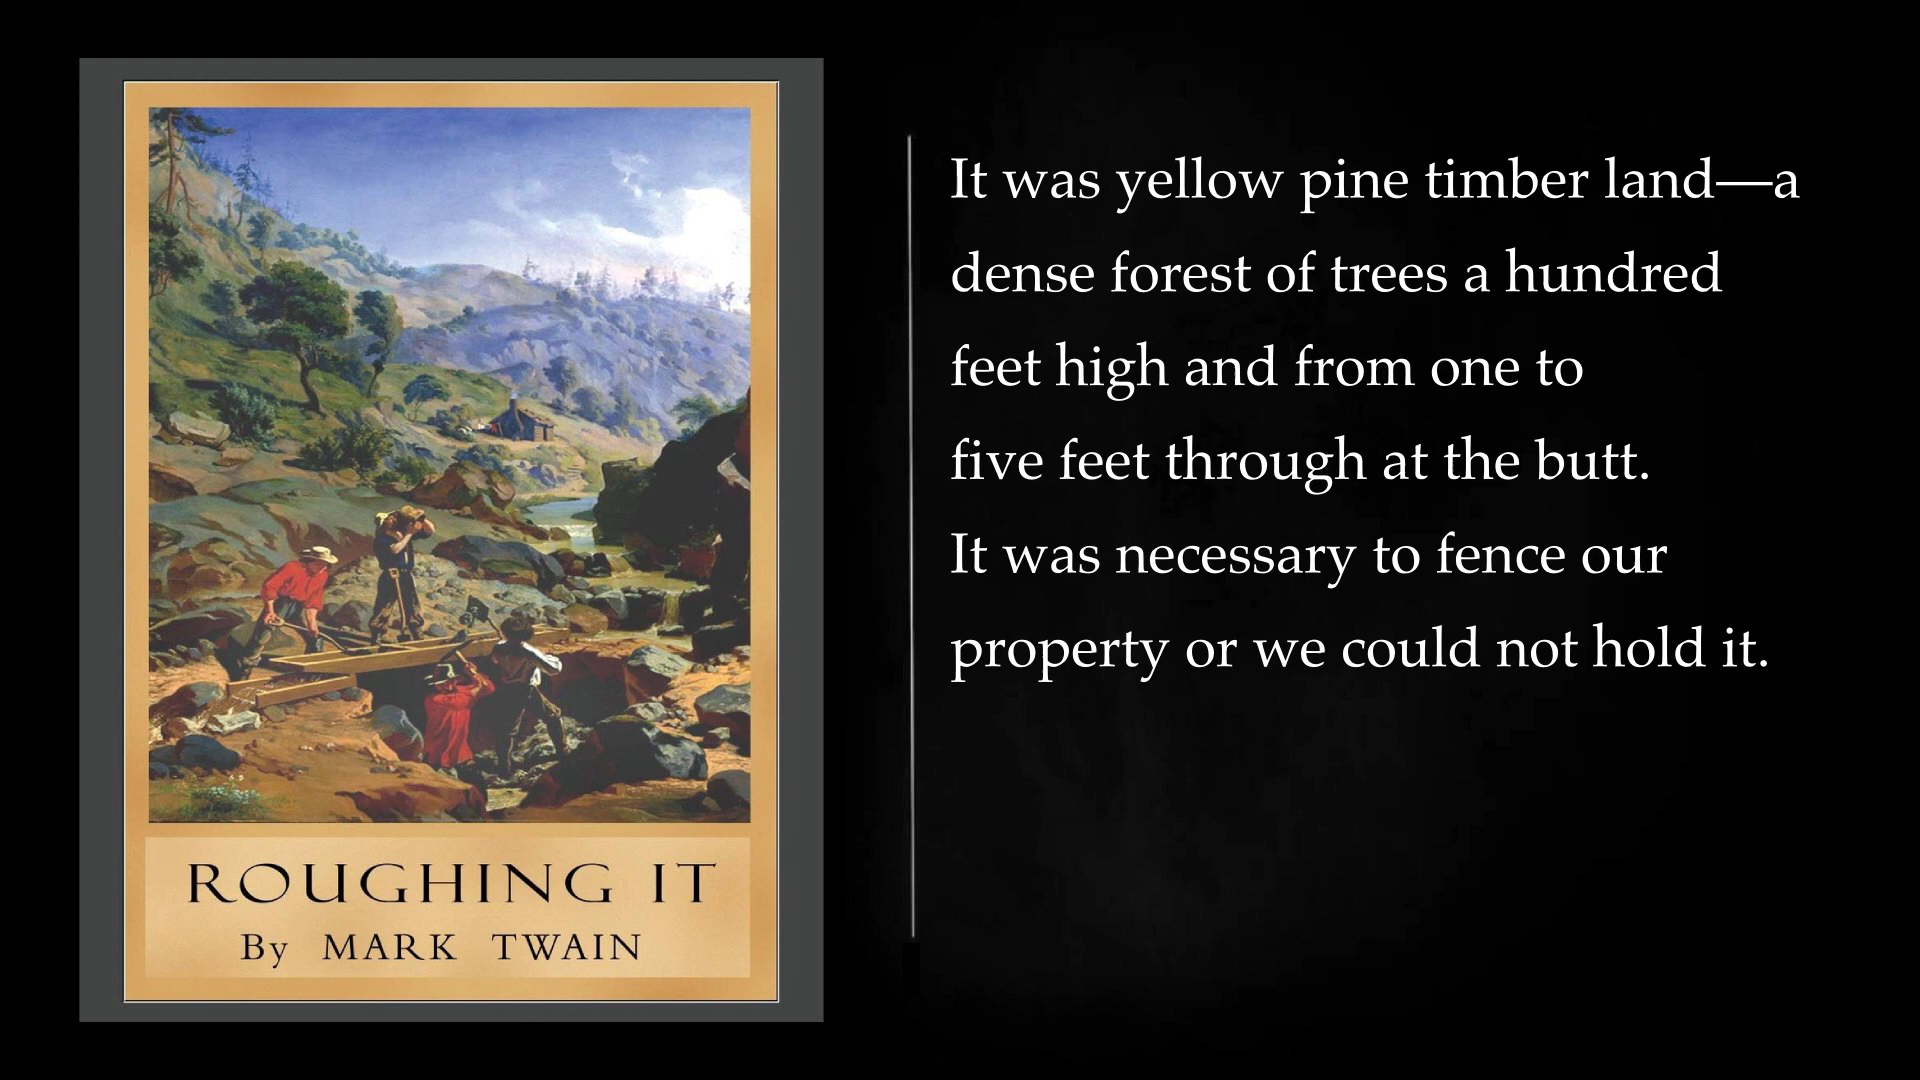 ROUGHING IT
By MARK TWAIN
It was yellow pine timber land—a
dense forest of trees a hundred
feet high and from one to
five feet through at the butt.
It was necessary to fence our
property or we could not hold it.